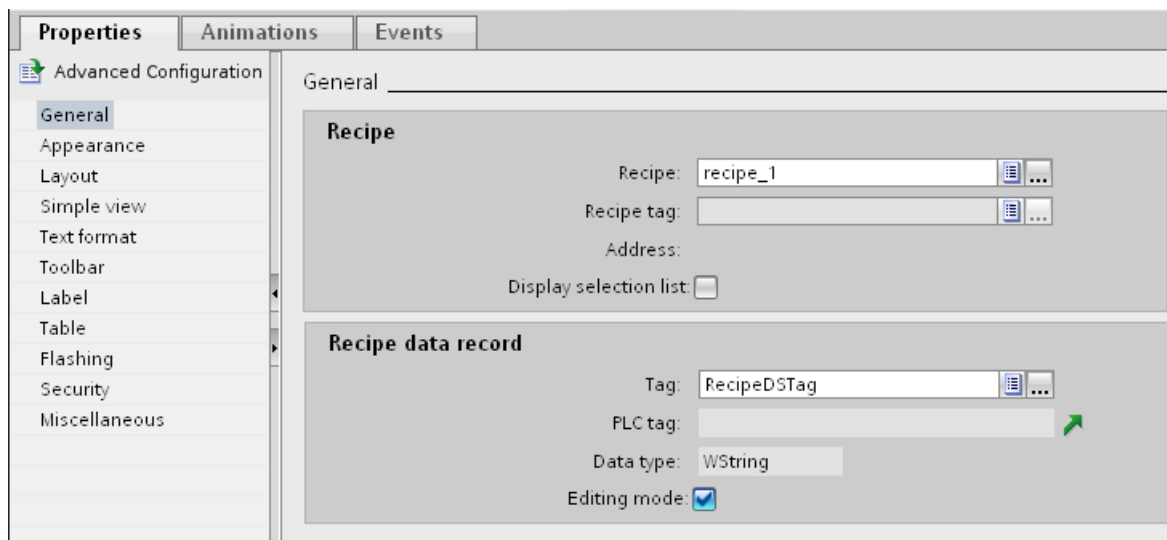 Properties Animations Events
Advanced Configuration
General
Appearance
Layout
Simple view
Text format
Toolbar
Label
Table
Flashing
Security
Miscellaneous
General
Recipe
Recipe: recipe_1 ...
Recipe tag: ...
Address:
Display selection list:
Recipe data record
Tag: RecipeDSTag ...
PLC tag:
Data type: WString
Editing mode: